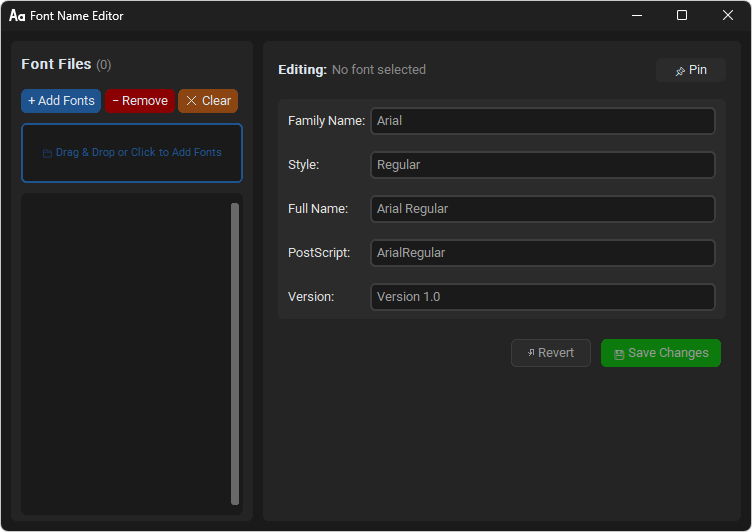 Aa Font Name Editor
Font Files (0)
+ Add Fonts
− Remove
Clear
Drag & Drop or Click to Add Fonts
Editing: No font selected
Pin
Family Name: Arial
Style: Regular
Full Name: Arial Regular
PostScript: ArialRegular
Version: Version 1.0
Revert
Save Changes